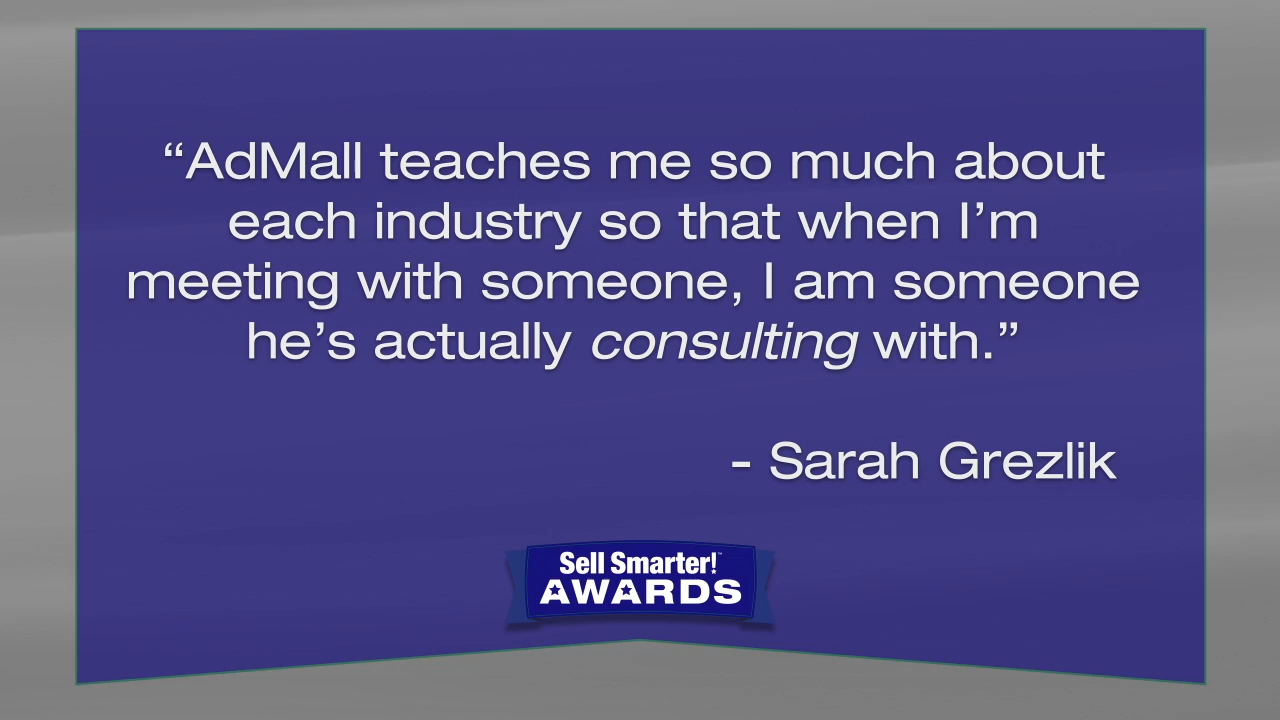 “AdMall teaches me so much about
each industry so that when I’m
meeting with someone, I am someone
he’s actually consulting with.”
- Sarah Grezlik
Sell Smarter!™
AWARDS